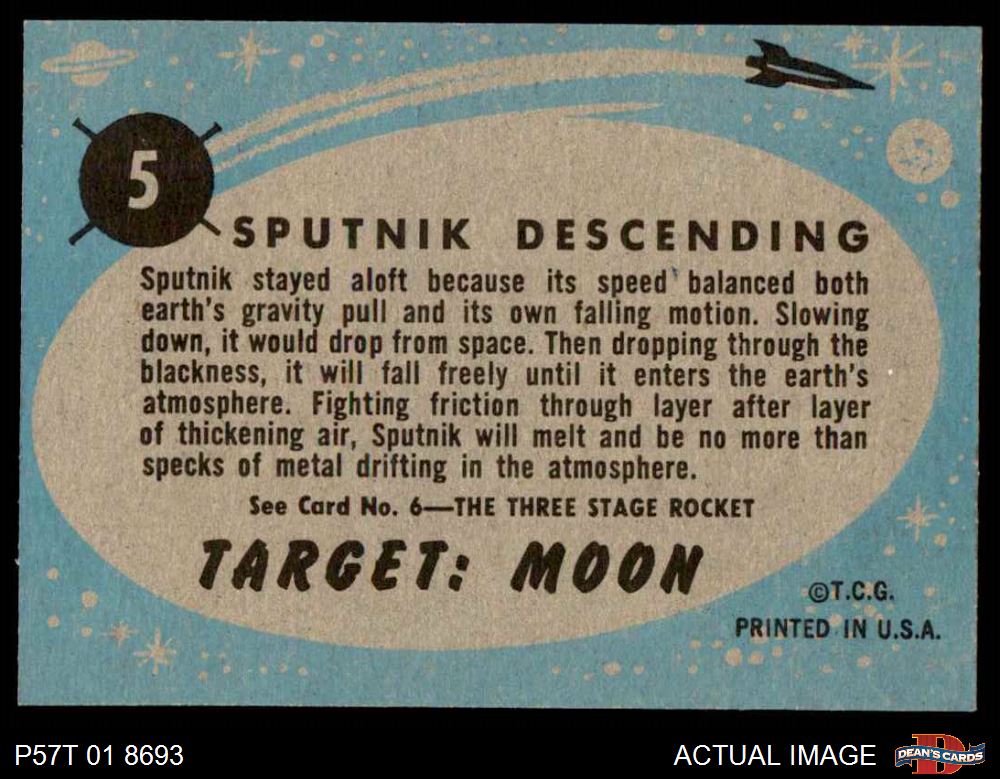 5
SPUTNIK DESCENDING
Sputnik stayed aloft because its speed balanced both
earth's gravity pull and its own falling motion. Slowing
down, it would drop from space. Then dropping through the
blackness, it will fall freely until it enters the earth's
atmosphere. Fighting friction through layer after layer
of thickening air, Sputnik will melt and be no more than
specks of metal drifting in the atmosphere.
See Card No. 6—THE THREE STAGE ROCKET
TARGET: MOON
©T.C.G.
PRINTED IN U.S.A.
P57T 01 8693
ACTUAL IMAGE
DEAN'S CARDS